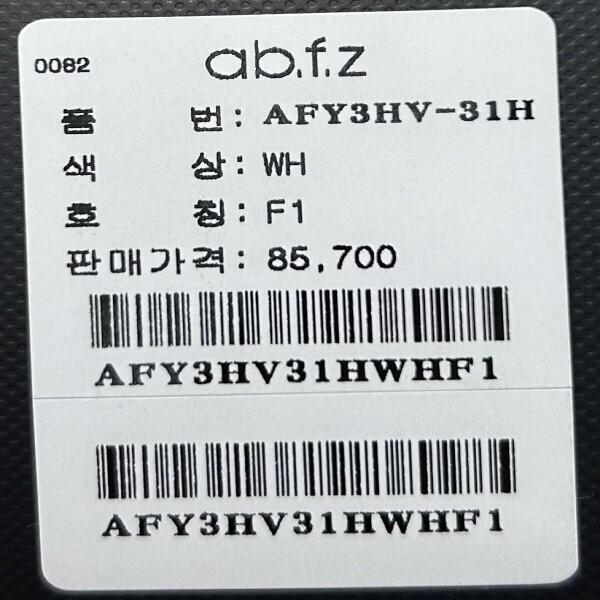 0082 ab.f.z
품 번: AFY3HV-31H
색 상: WH
호 칭: F1
판매가격: 85,700
AFY3HV31HWHF1
AFY3HV31HWHF1